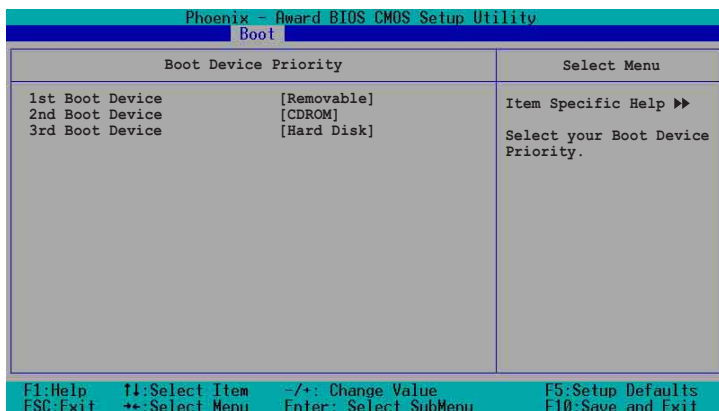 Phoenix - Award BIOS CMOS Setup Utility
Boot
Boot Device Priority
Select Menu
1st Boot Device [Removable]
2nd Boot Device [CDROM]
3rd Boot Device [Hard Disk]
Item Specific Help ▶▶
Select your Boot Device
Priority.
F1:Help ↑↓:Select Item -/+: Change Value F5:Setup Defaults
ESC:Exit →←:Select Menu Enter: Select SubMenu F10:Save and Exit